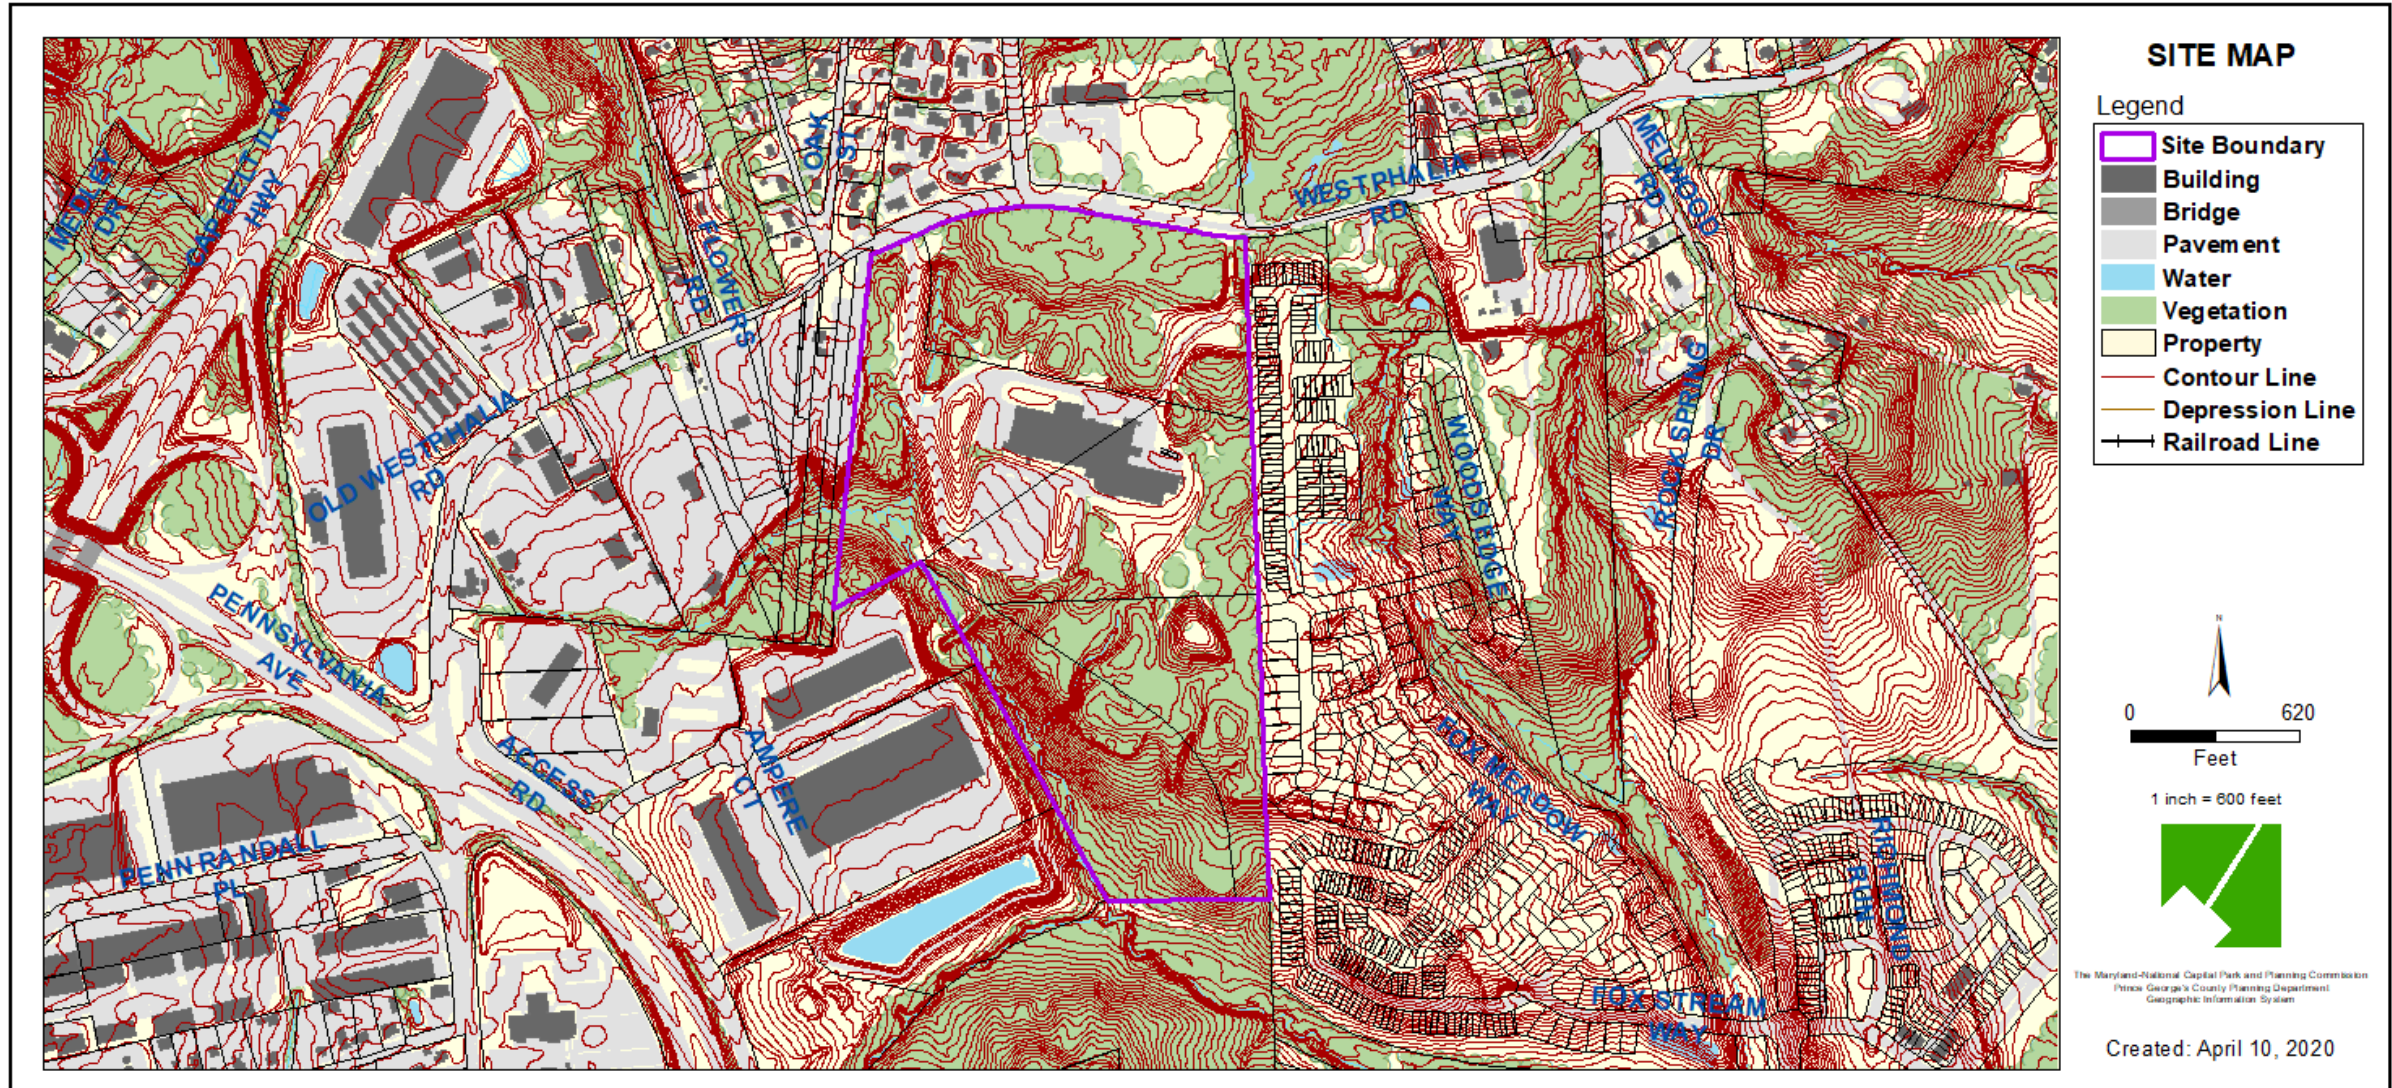 SITE MAP
Legend
Site Boundary
Building
Bridge
Pavement
Water
Vegetation
Property
Contour Line
Depression Line
Railroad Line
N
0 620
Feet
1 inch = 600 feet
The Maryland-National Capital Park and Planning Commission
Prince George's County Planning Department
Geographic Information System
Created: April 10, 2020
MEDLEY
DR
CAP BELT IL N
HWY
OAK
ST
FLOWERS
RD
WESTPHALIA
RD
MELWOOD
RD
OLD WESTPHALIA
RD
WOODS EDGE
WAY
ROCK SPRING
DR
PENNSYLVANIA
AVE
ACCESS
RD
AMPERE
CT
PENN RANDALL
PL
FOX MEADOW
WAY
RICHMOND
RUN
FOX STREAM
WAY